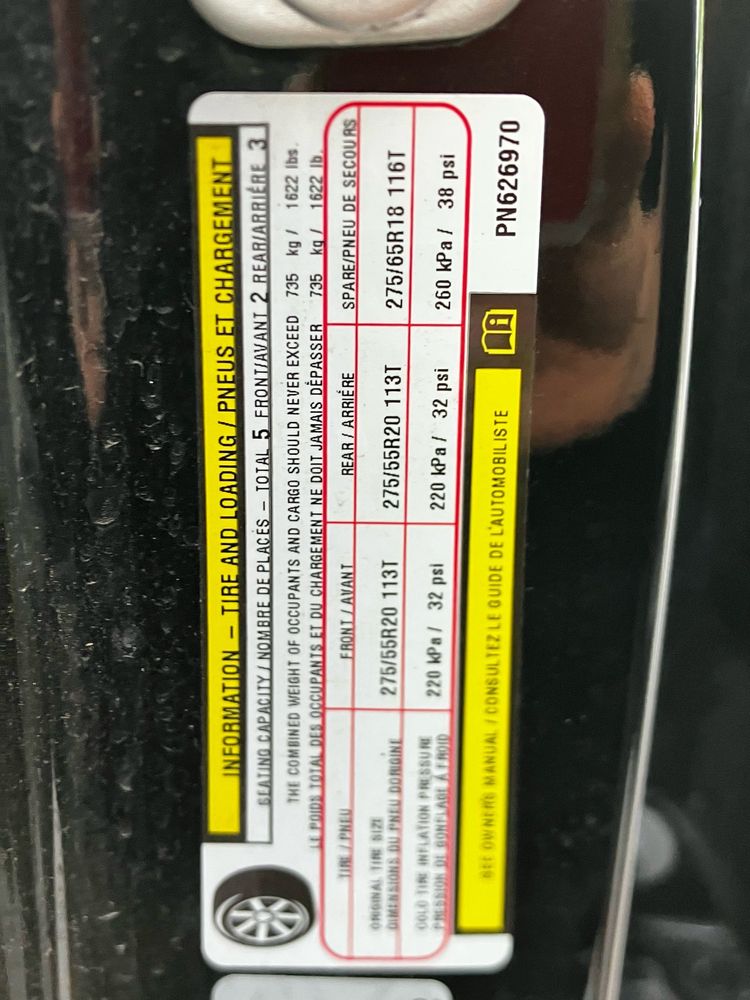 INFORMATION – TIRE AND LOADING / PNEUS ET CHARGEMENT
SEATING CAPACITY / NOMBRE DE PLACES – TOTAL 5 FRONT/AVANT 2 REAR/ARRIÉRE 3
THE COMBINED WEIGHT OF OCCUPANTS AND CARGO SHOULD NEVER EXCEED 735 kg / 1622 lbs.
LE POIDS TOTAL DES OCCUPANTS ET DU CHARGEMENT NE DOIT JAMAIS DÉPASSER 735 kg / 1622 lb.
TIRE / PNEU FRONT / AVANT REAR / ARRIÉRE SPARE/PNEU DE SECOURS
ORIGINAL TIRE SIZE
DIMENSIONS DU PNEU DORIGINE 275/55R20 113T 275/55R20 113T 275/65R18 116T
COLD TIRE INFLATION PRESSURE
PRESSION DE GONFLAGE A FROID 220 kPa / 32 psi 220 kPa / 32 psi 260 kPa / 38 psi
SEE OWNERS MANUAL / CONSULTEZ LE GUIDE DE L'AUTOMOBILISTE
PN626970